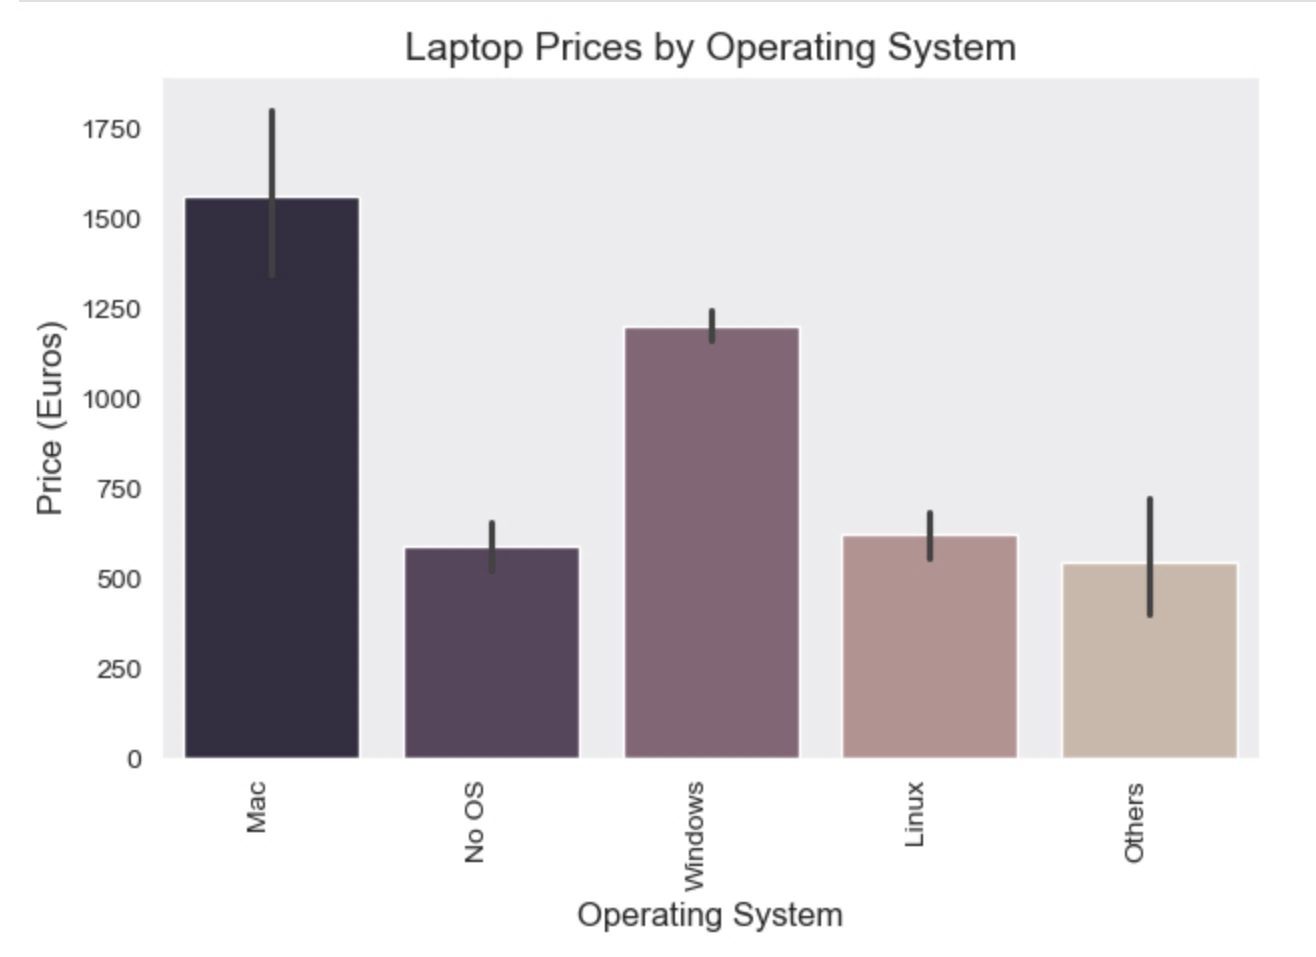 Laptop Prices by Operating System
Price (Euros)
1750
1500
1250
1000
750
500
250
0
Mac
No OS
Windows
Linux
Others
Operating System